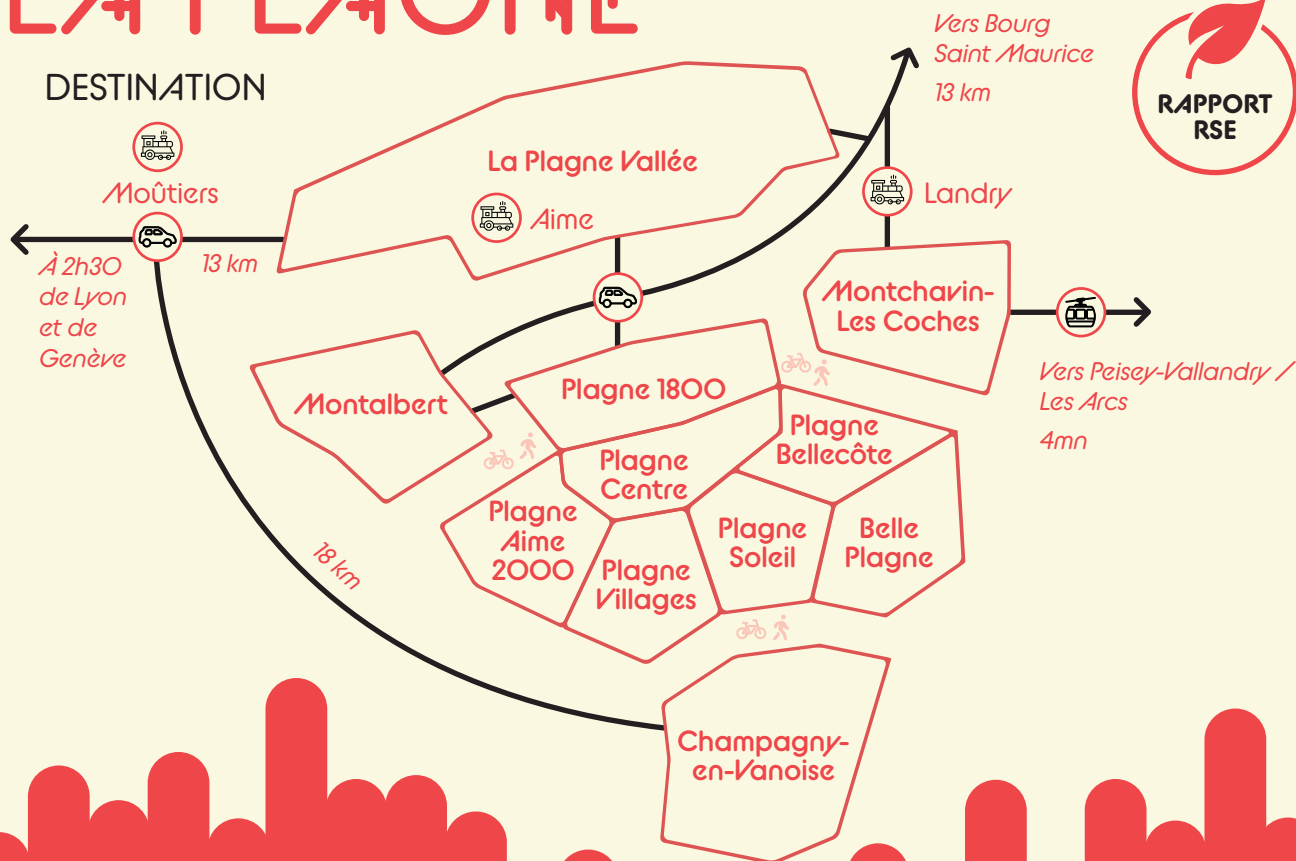 LA PLAGNE
DESTINATION
Vers Bourg
Saint Maurice
13 km
RAPPORT
RSE
La Plagne Vallée
Aime
Moûtiers
13 km
À 2h30
de Lyon
et de
Genève
Landry
Montchavin-
Les Coches
Vers Peisey-Vallandry /
Les Arcs
4mn
Montalbert
Plagne 1800
Plagne
Centre
Plagne
Bellecôte
Plagne
Aime
2000
Plagne
Villages
Plagne
Soleil
Belle
Plagne
18 km
Champagny-
en-Vanoise